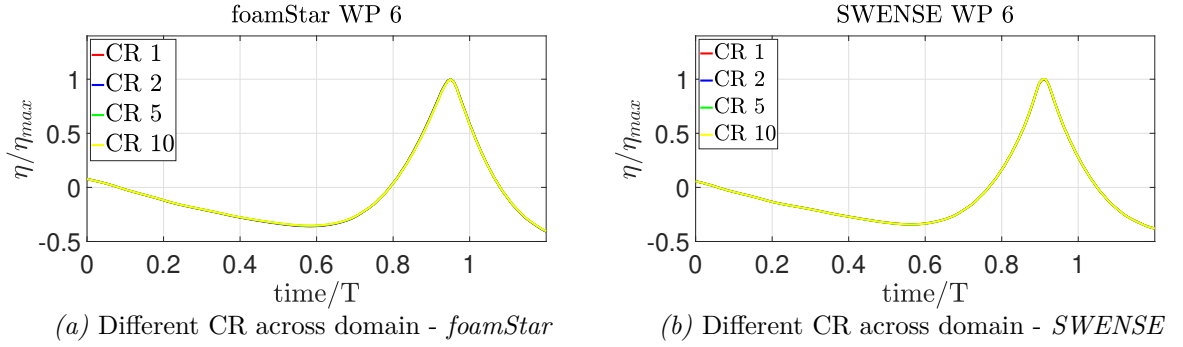 foamStar WP 6
CR 1
CR 2
CR 5
CR 10
η/ηmax
1
0.5
0
-0.5
0 0.2 0.4 0.6 0.8 1
time/T
(a) Different CR across domain - foamStar
SWENSE WP 6
CR 1
CR 2
CR 5
CR 10
η/ηmax
1
0.5
0
-0.5
0 0.2 0.4 0.6 0.8 1
time/T
(b) Different CR across domain - SWENSE